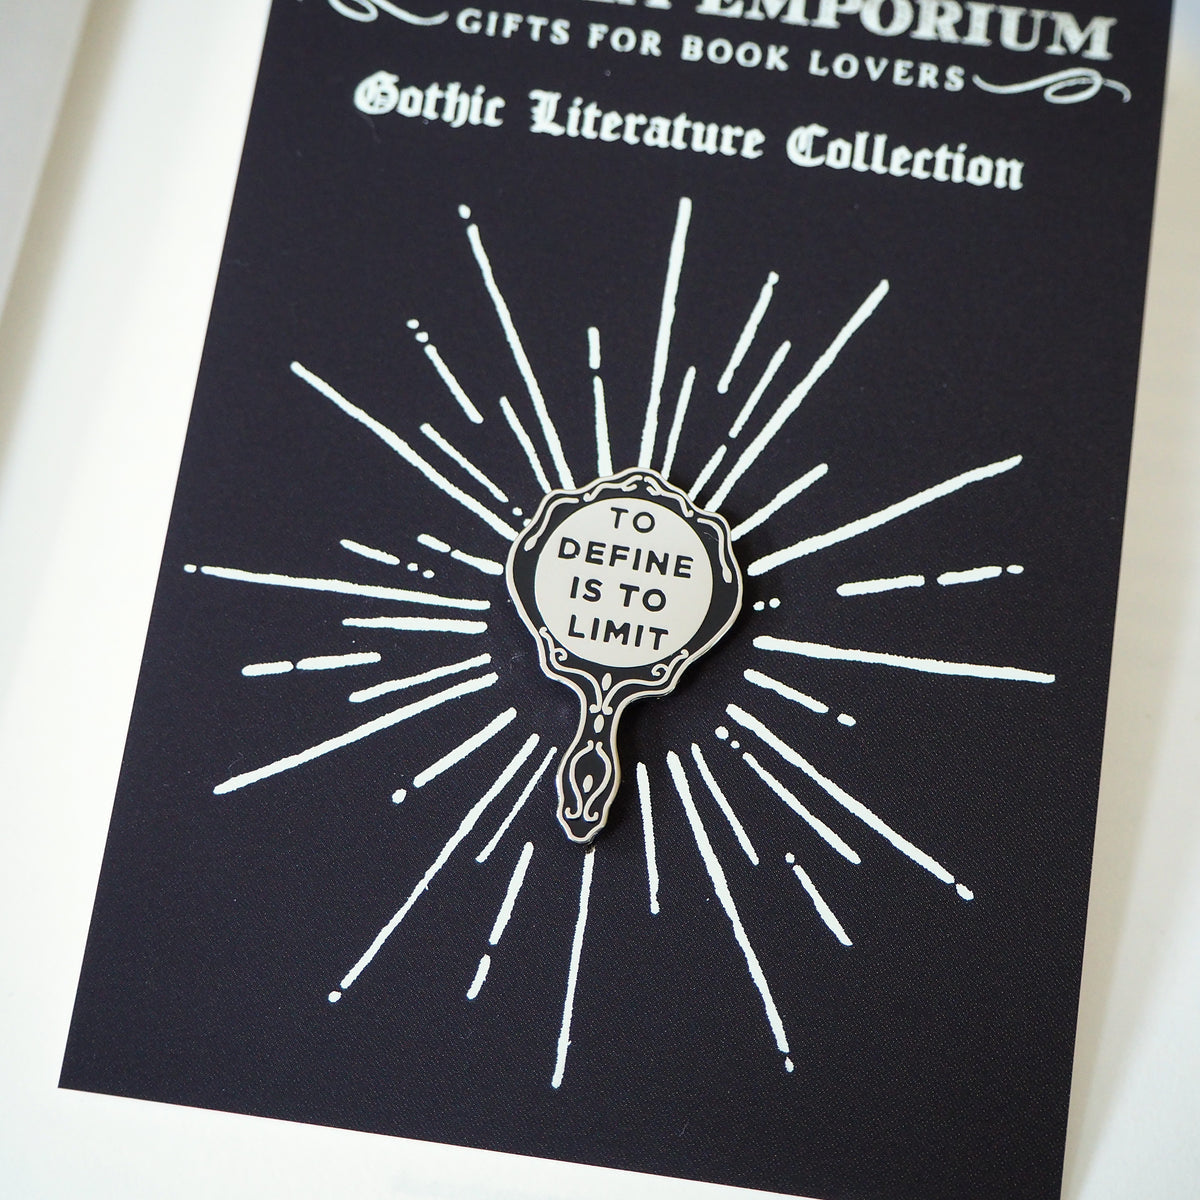 EMPORIUM
GIFTS FOR BOOK LOVERS
Gothic Literature Collection
TO
DEFINE
IS TO
LIMIT